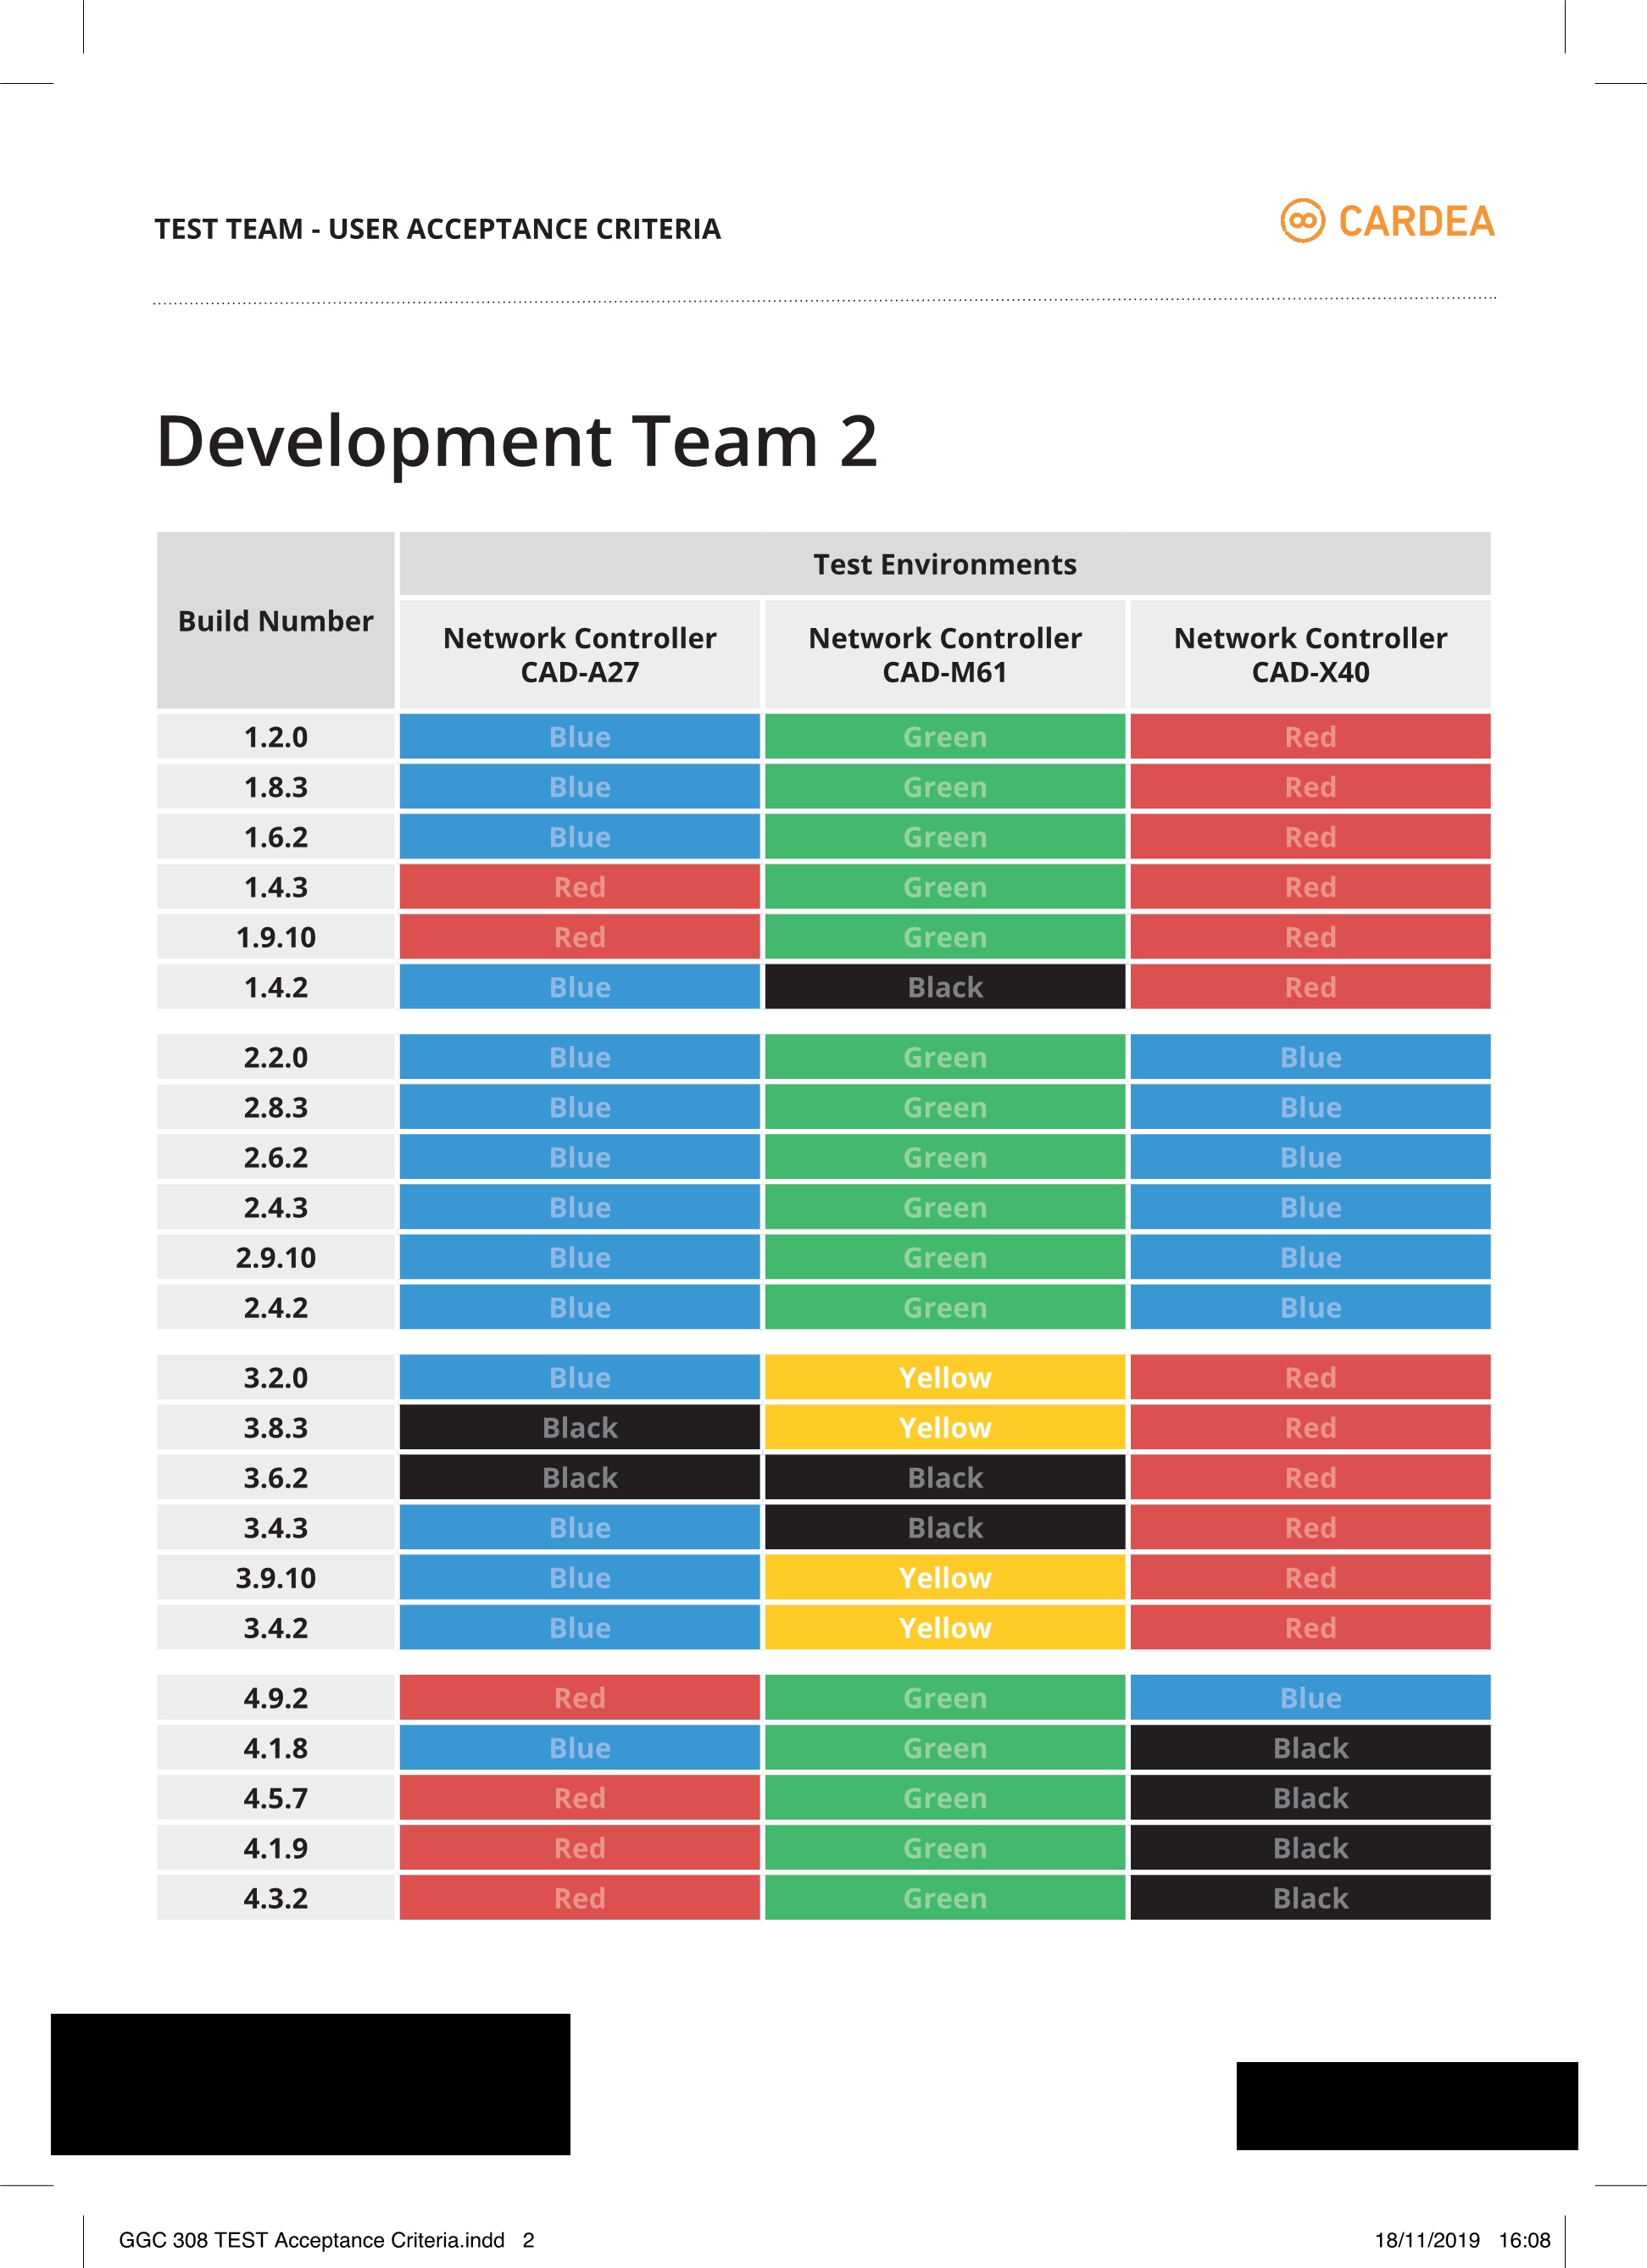 TEST TEAM - USER ACCEPTANCE CRITERIA
CARDEA
Development Team 2
Build Number
Test Environments
Network Controller
CAD-A27
Network Controller
CAD-M61
Network Controller
CAD-X40
1.2.0 Blue Green Red
1.8.3 Blue Green Red
1.6.2 Blue Green Red
1.4.3 Red Green Red
1.9.10 Red Green Red
1.4.2 Blue Black Red
2.2.0 Blue Green Blue
2.8.3 Blue Green Blue
2.6.2 Blue Green Blue
2.4.3 Blue Green Blue
2.9.10 Blue Green Blue
2.4.2 Blue Green Blue
3.2.0 Blue Yellow Red
3.8.3 Black Yellow Red
3.6.2 Black Black Red
3.4.3 Blue Black Red
3.9.10 Blue Yellow Red
3.4.2 Blue Yellow Red
4.9.2 Red Green Blue
4.1.8 Blue Green Black
4.5.7 Red Green Black
4.1.9 Red Green Black
4.3.2 Red Green Black
GGC 308 TEST Acceptance Criteria.indd 2
18/11/2019 16:08